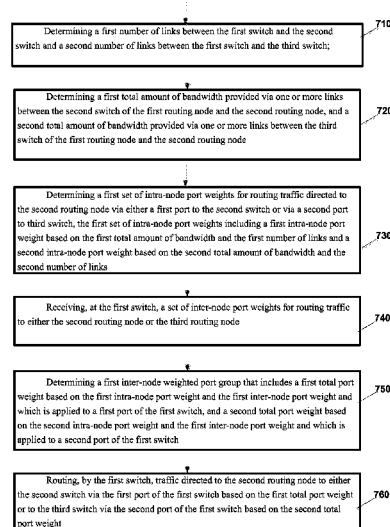 Determining a first number of links between the first switch and the second
switch and a second number of links between the first switch and the third switch;
710
Determining a first total amount of bandwidth provided via one or more links
between the second switch of the first routing node and the second routing node, and a
second total amount of bandwidth provided via one or more links between the third
switch of the first routing node and the second routing node
720
Determining a first set of intra-node port weights for routing traffic directed to
the second routing node via either a first port to the second switch or via a second port
to third switch, the first set of intra-node port weights including a first intra-node port
weight based on the first total amount of bandwidth and the first number of links and a
second intra-node port weight based on the second total amount of bandwidth and the
second number of links
730
Receiving, at the first switch, a set of inter-node port weights for routing traffic
to either the second routing node or the third routing node
740
Determining a first inter-node weighted port group that includes a first total port
weight based on the first intra-node port weight and the first inter-node port weight and
which is applied to a first port of the first switch, and a second total port weight based
on the second intra-node port weight and the first inter-node port weight and which is
applied to a second port of the first switch
750
Routing, by the first switch, traffic directed to the second routing node to either
the second switch via the first port of the first switch based on the first total port weight
or to the third switch via the second port of the first switch based on the second total
port weight
760